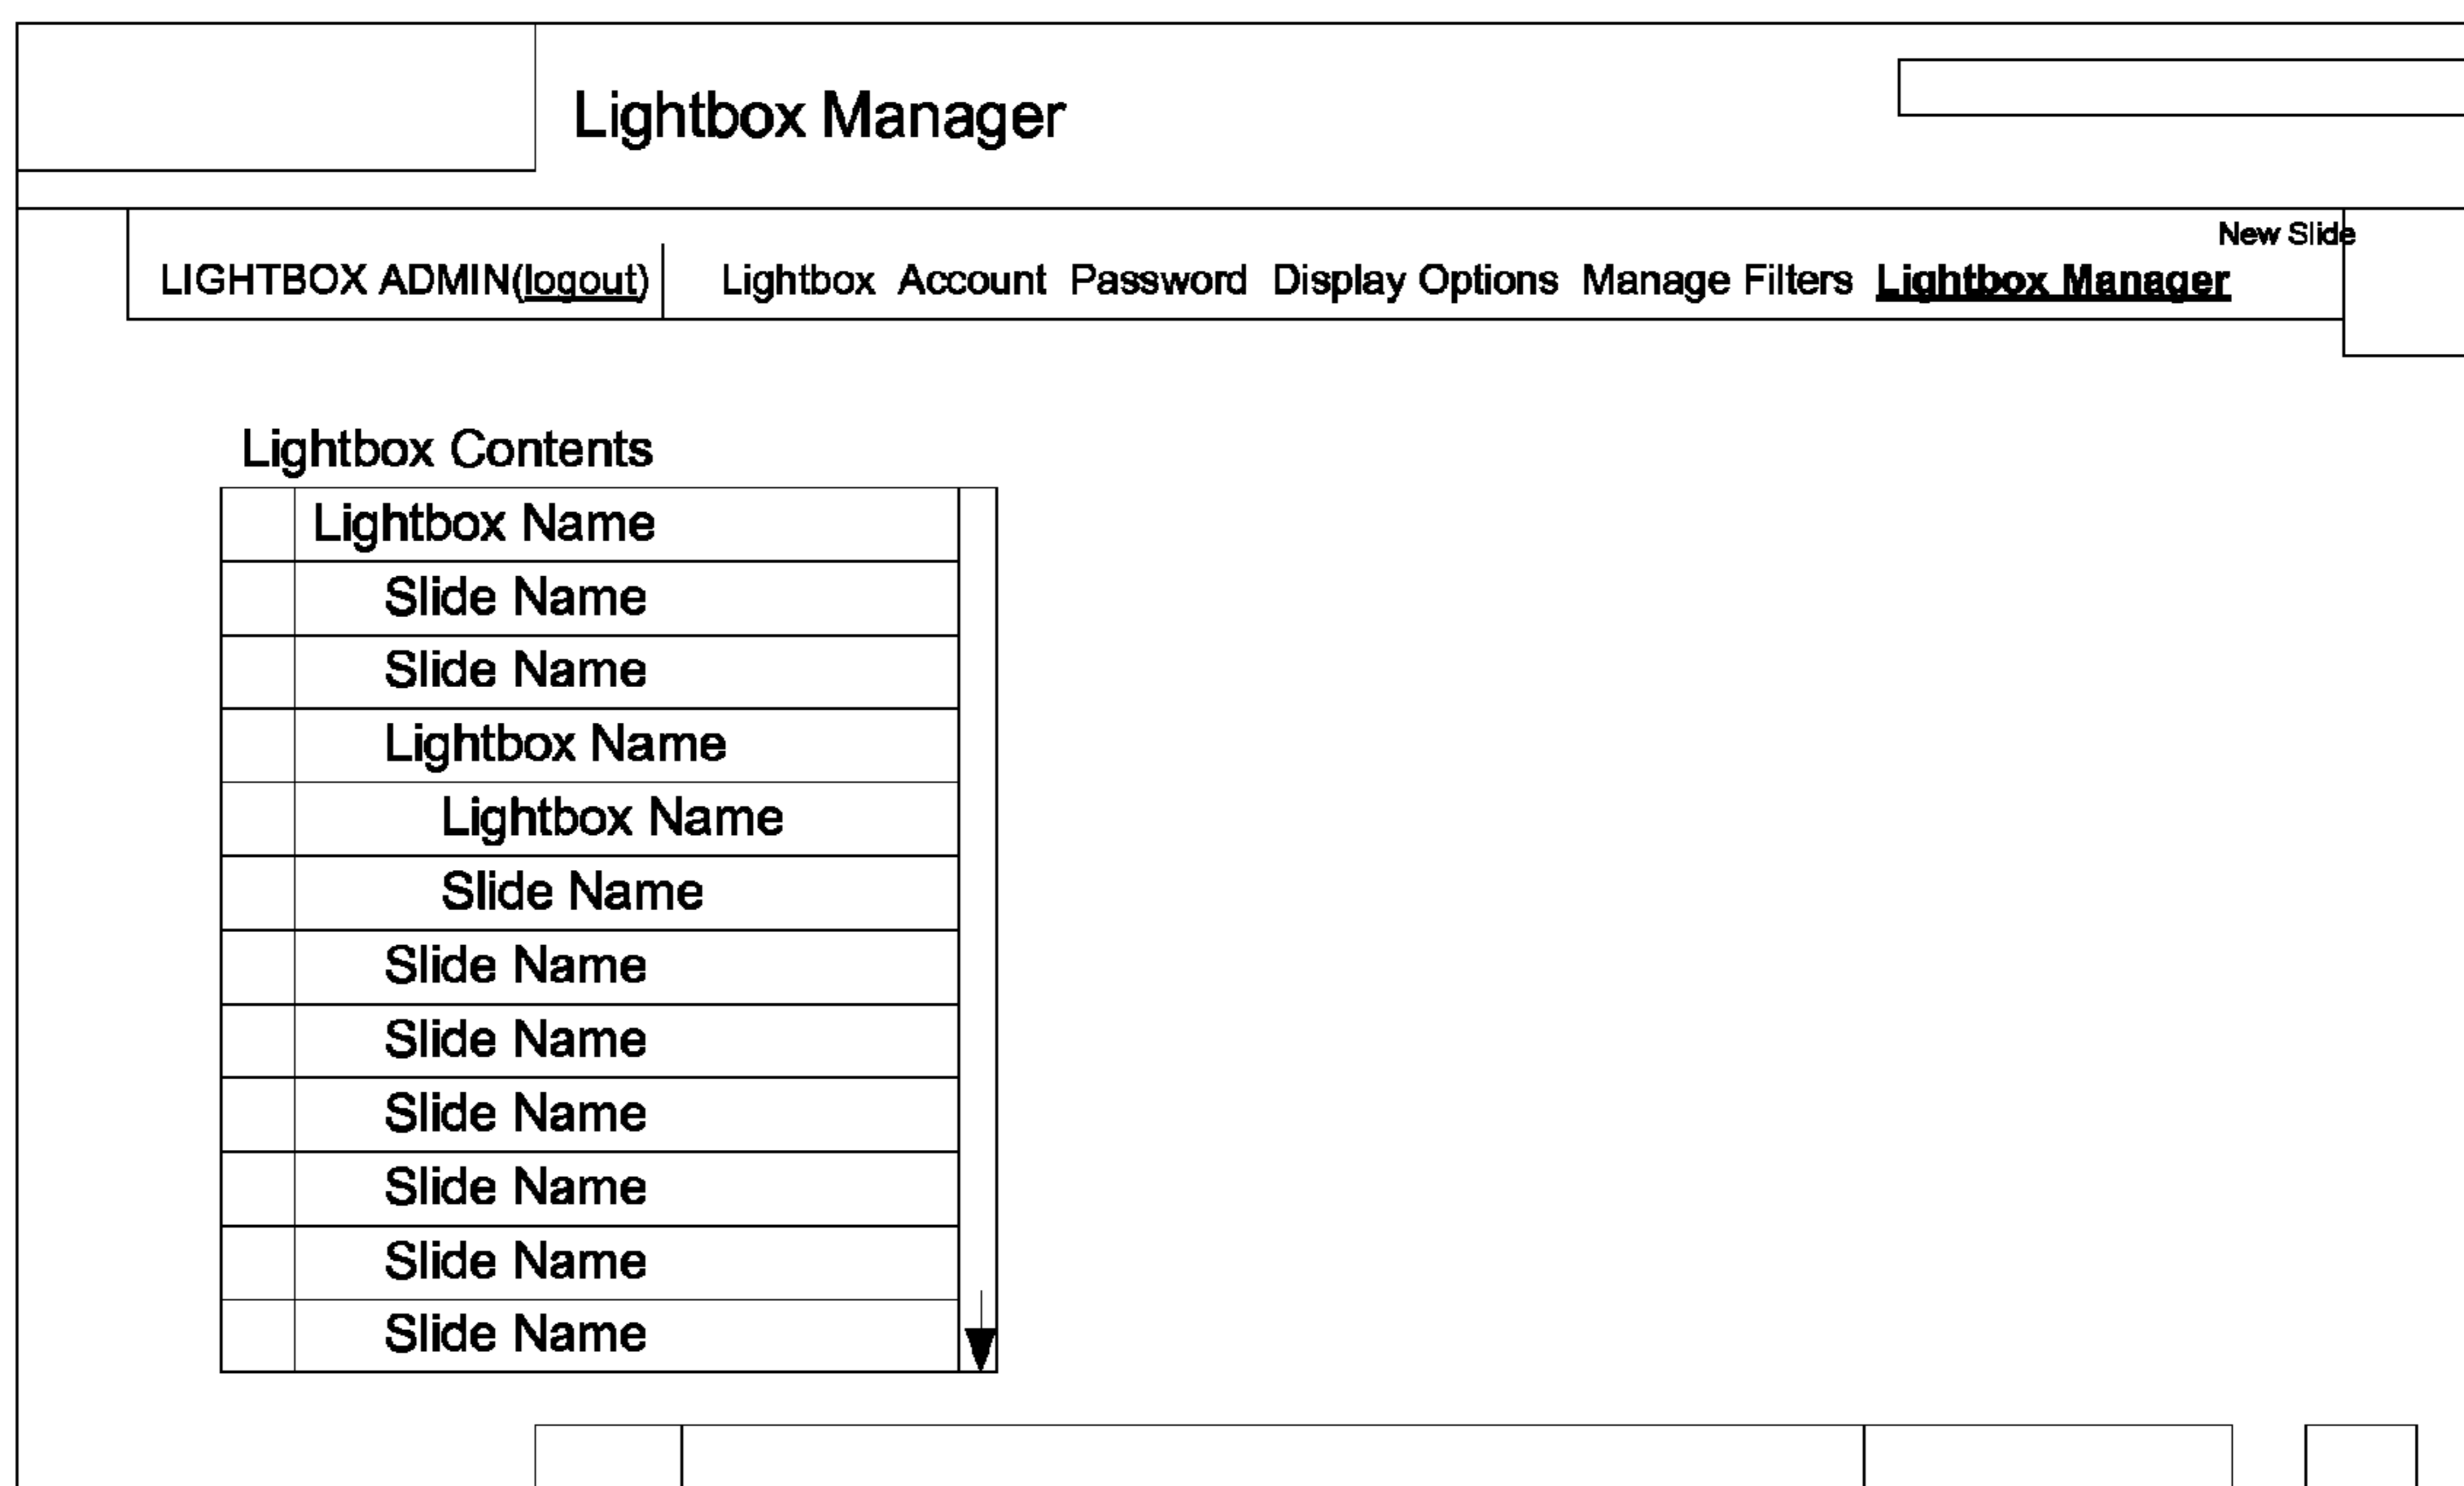 Lightbox Manager
New Slide
LIGHTBOX ADMIN(logout) Lightbox Account Password Display Options Manage Filters Lightbox Manager
Lightbox Contents
Lightbox Name
Slide Name
Slide Name
Lightbox Name
Lightbox Name
Slide Name
Slide Name
Slide Name
Slide Name
Slide Name
Slide Name
Slide Name